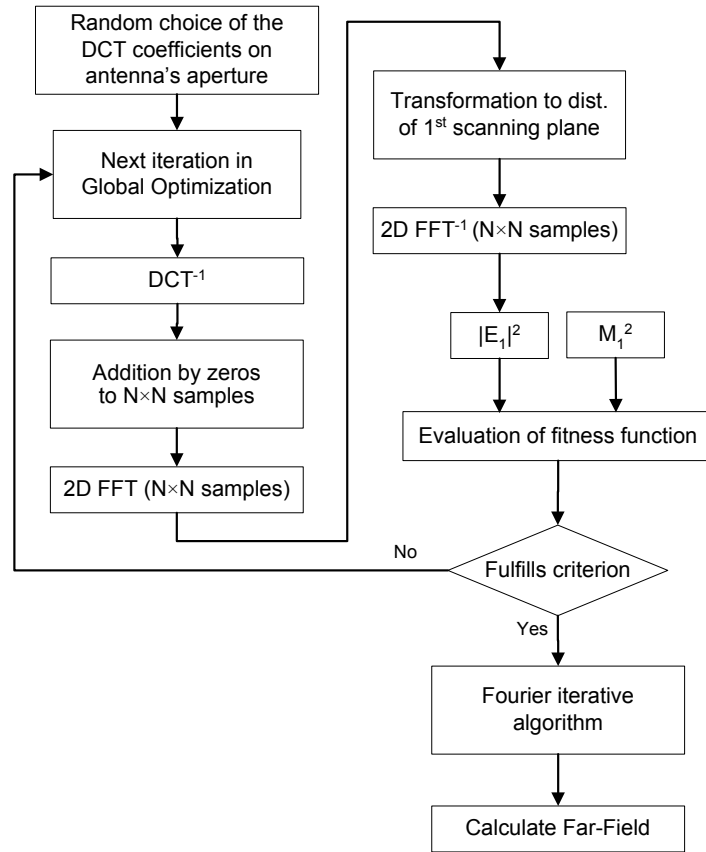 Random choice of the
DCT coefficients on
antenna's aperture
Next iteration in
Global Optimization
DCT⁻¹
Addition by zeros
to N×N samples
2D FFT (N×N samples)
Transformation to dist.
of 1ˢᵗ scanning plane
2D FFT⁻¹ (N×N samples)
|E₁|²
M₁²
Evaluation of fitness function
Fulfills criterion
No
Yes
Fourier iterative
algorithm
Calculate Far-Field